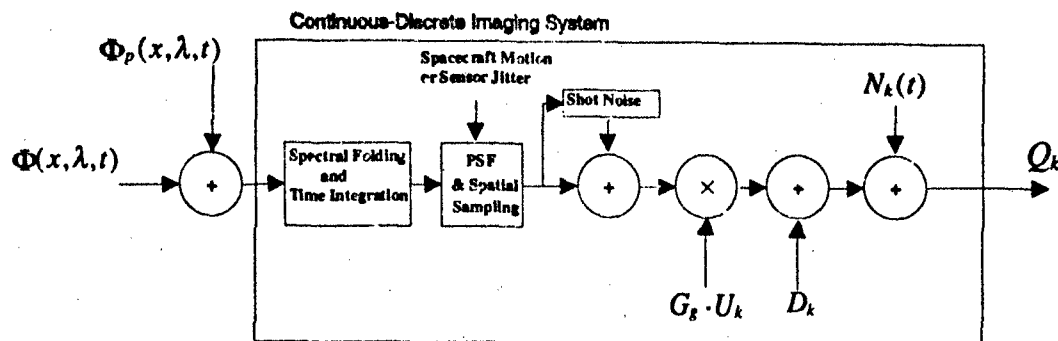 Continuous-Discrete Imaging System
Φp(x,λ,t)
Spacecraft Motion
or Sensor Jitter
Shot Noise
Nk(t)
Φ(x,λ,t)
+
Spectral Folding
and
Time Integration
PSF
& Spatial
Sampling
+
×
+
+
Qk
Gg·Uk
Dk